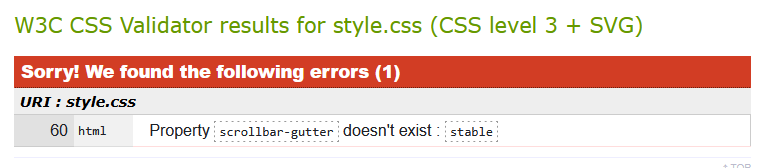 W3C CSS Validator results for style.css (CSS level 3 + SVG)
Sorry! We found the following errors (1)
URI : style.css
60 html Property scrollbar-gutter doesn't exist : stable
↑ TOP